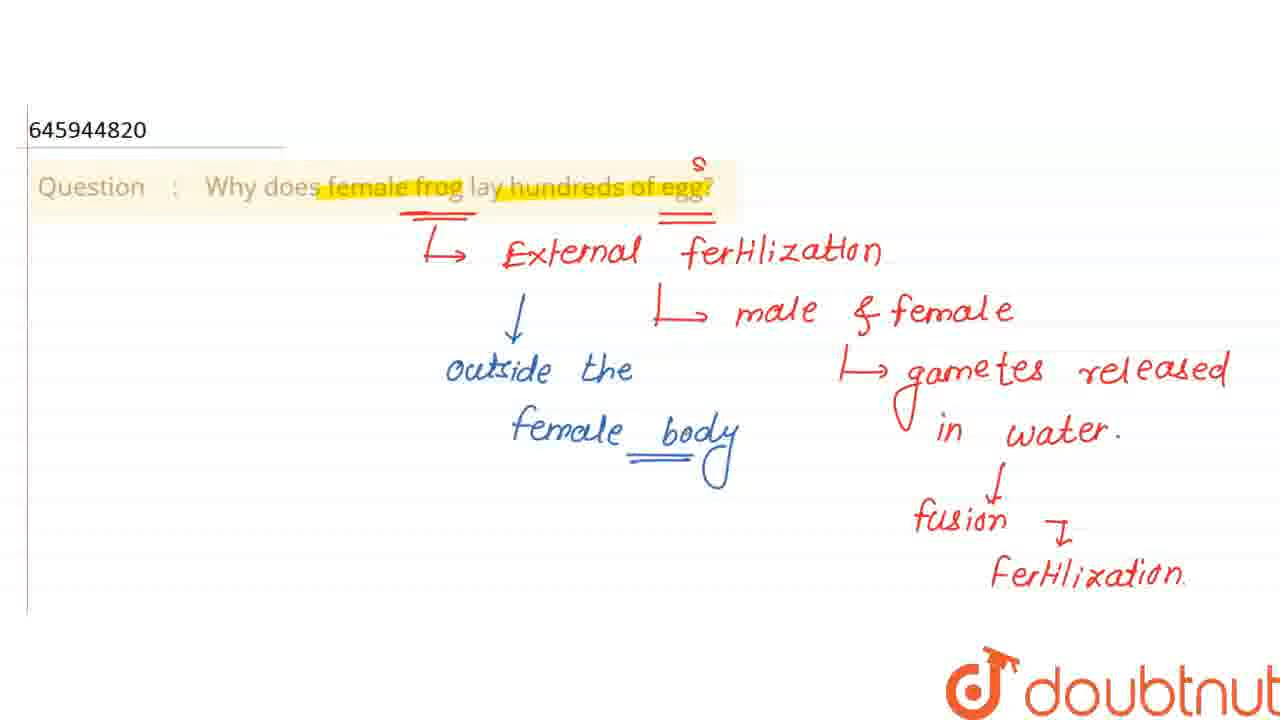 645944820
s
Question : Why does female frog lay hundreds of egg?
External fertilization
male & female
outside the
gametes released
female body
in water.
fusion
Fertilization
doubtnut